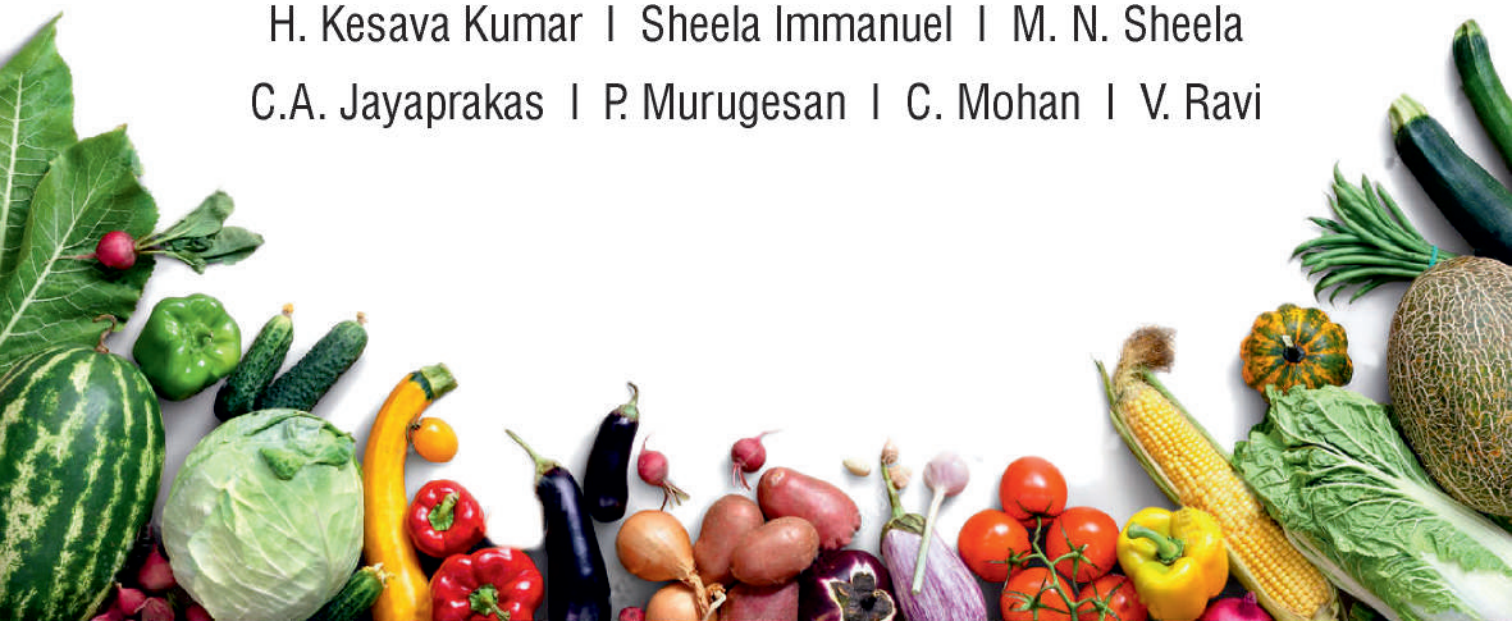 H. Kesava Kumar | Sheela Immanuel | M. N. Sheela
C.A. Jayaprakas | P. Murugesan | C. Mohan | V. Ravi